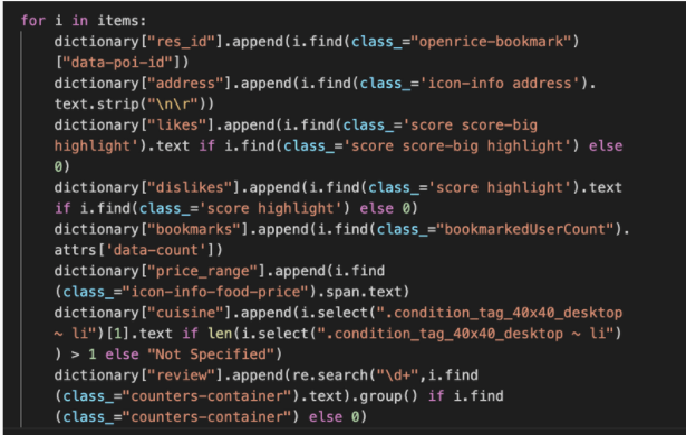 for i in items:
dictionary["res_id"].append(i.find(class_="openrice-bookmark")
["data-poi-id"])
dictionary["address"].append(i.find(class_='icon-info address').
text.strip("\n\r"))
dictionary["likes"].append(i.find(class_='score score-big
highlight').text if i.find(class_='score score-big highlight') else
0)
dictionary["dislikes"].append(i.find(class_='score highlight').text
if i.find(class_='score highlight') else 0)
dictionary["bookmarks"].append(i.find(class_="bookmarkedUserCount").
attrs['data-count'])
dictionary["price_range"].append(i.find
(class_="icon-info-food-price").span.text)
dictionary["cuisine"].append(i.select(".condition_tag_40x40_desktop
~ li")[1].text if len(i.select(".condition_tag_40x40_desktop ~ li")
) > 1 else "Not Specified")
dictionary["review"].append(re.search("\d+",i.find
(class_="counters-container").text).group() if i.find
(class_="counters-container") else 0)